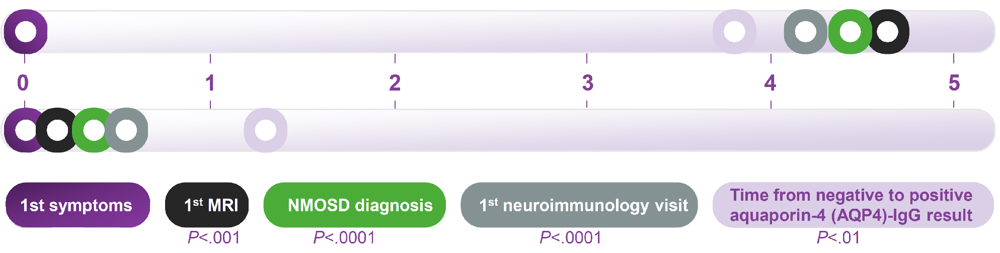 0 1 2 3 4 5
1st symptoms
1st MRI
NMOSD diagnosis
1st neuroimmunology visit
Time from negative to positive
aquaporin-4 (AQP4)-IgG result
P<.001
P<.0001
P<.0001
P<.01